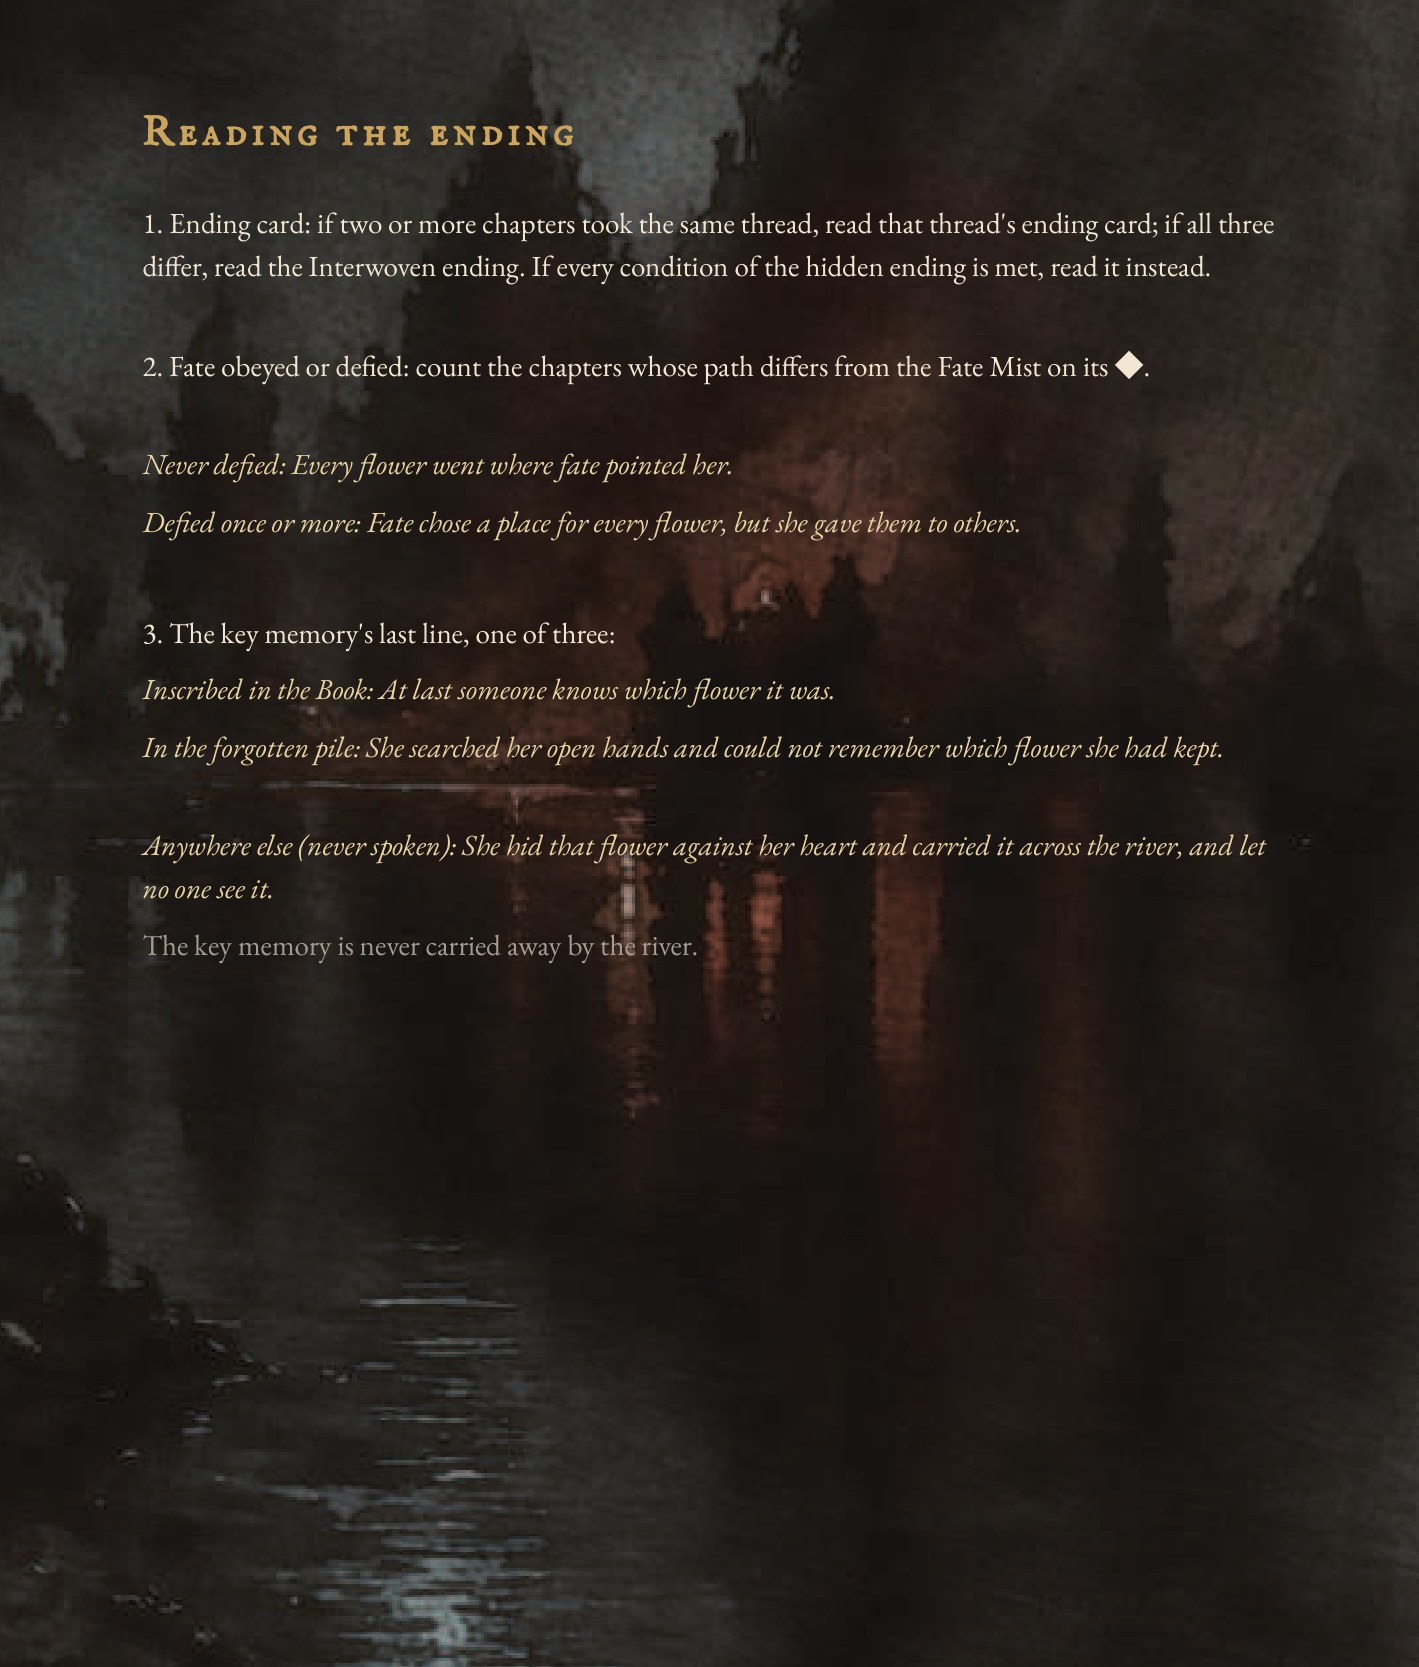 Reading the ending
1. Ending card: if two or more chapters took the same thread, read that thread's ending card; if all three
differ, read the Interwoven ending. If every condition of the hidden ending is met, read it instead.
2. Fate obeyed or defied: count the chapters whose path differs from the Fate Mist on its ◆.
Never defied: Every flower went where fate pointed her.
Defied once or more: Fate chose a place for every flower, but she gave them to others.
3. The key memory's last line, one of three:
Inscribed in the Book: At last someone knows which flower it was.
In the forgotten pile: She searched her open hands and could not remember which flower she had kept.
Anywhere else (never spoken): She hid that flower against her heart and carried it across the river, and let
no one see it.
The key memory is never carried away by the river.